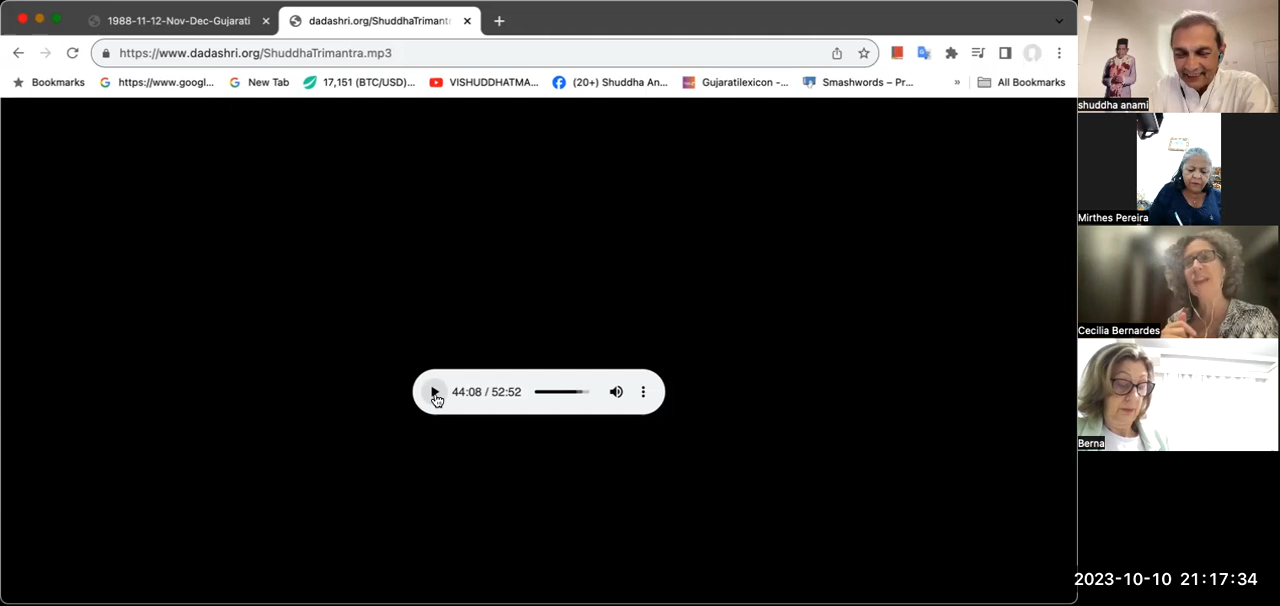 1988-11-12-Nov-Dec-Gujarati
dadashri.org/ShuddhaTrimantr
https://www.dadashri.org/ShuddhaTrimantra.mp3
Bookmarks
https://www.googl...
New Tab
17,151 (BTC/USD)...
VISHUDDHATMA...
(20+) Shuddha An...
Gujaratilexicon -...
Smashwords – Pr...
»
All Bookmarks
shuddha anami
Mirthes Pereira
Cecilia Bernardes
44:08 / 52:52
Berna
2023-10-10 21:17:34